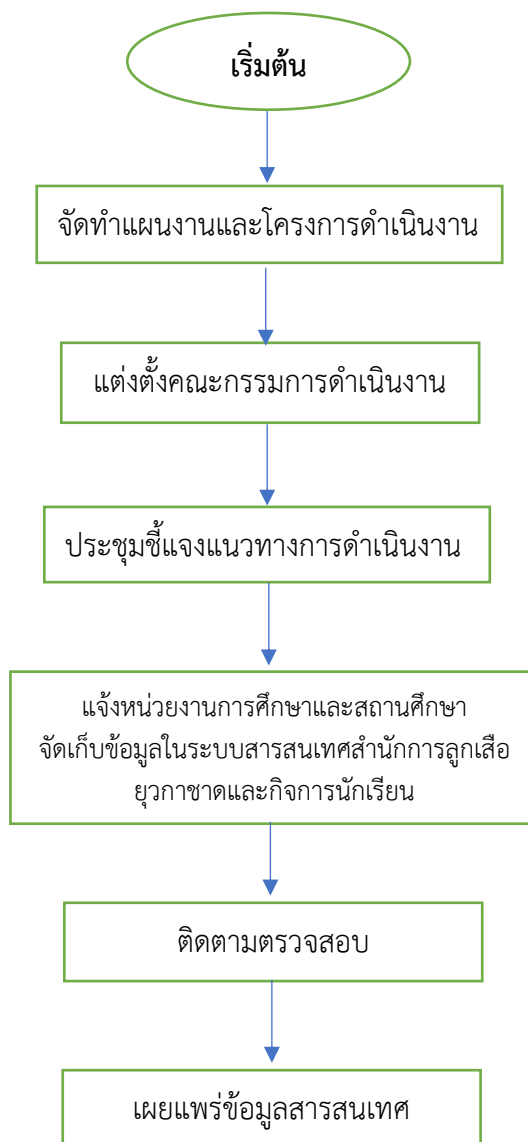 เริ่มต้น
จัดทำแผนงานและโครงการดำเนินงาน
แต่งตั้งคณะกรรมการดำเนินงาน
ประชุมชี้แจงแนวทางการดำเนินงาน
แจ้งหน่วยงานการศึกษาและสถานศึกษา
จัดเก็บข้อมูลในระบบสารสนเทศสำนักการลูกเสือ
ยุวกาชาดและกิจการนักเรียน
ติดตามตรวจสอบ
เผยแพร่ข้อมูลสารสนเทศ